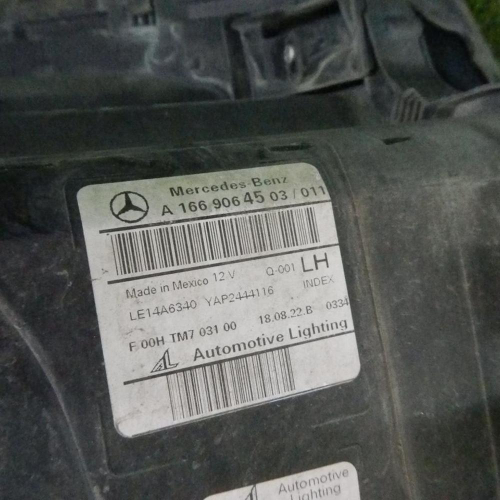 Mercedes-Benz
A 166 906 45 03 / 011
Made in Mexico 12 V Q-001 LH
LE14A6340 YAP2444116 INDEX
F 00H TM7 031 00 18.08.22.B 0334
AL Automotive Lighting
Automotive
Lighting